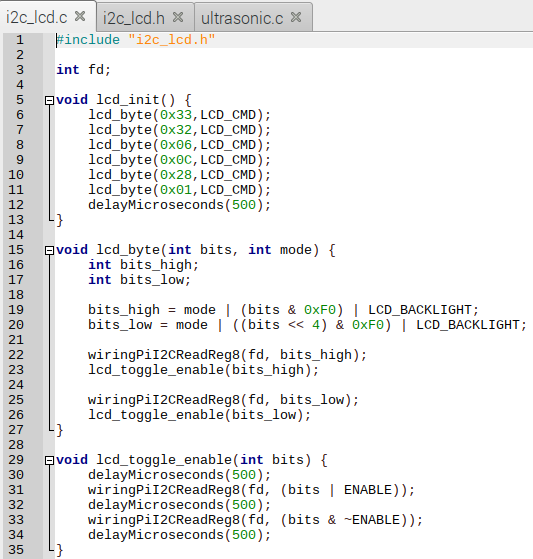 i2c_lcd.c i2c_lcd.h ultrasonic.c
1 #include "i2c_lcd.h"
2
3 int fd;
4
5 void lcd_init() {
6 lcd_byte(0x33,LCD_CMD);
7 lcd_byte(0x32,LCD_CMD);
8 lcd_byte(0x06,LCD_CMD);
9 lcd_byte(0x0C,LCD_CMD);
10 lcd_byte(0x28,LCD_CMD);
11 lcd_byte(0x01,LCD_CMD);
12 delayMicroseconds(500);
13 }
14
15 void lcd_byte(int bits, int mode) {
16 int bits_high;
17 int bits_low;
18
19 bits_high = mode | (bits & 0xF0) | LCD_BACKLIGHT;
20 bits_low = mode | ((bits << 4) & 0xF0) | LCD_BACKLIGHT;
21
22 wiringPiI2CReadReg8(fd, bits_high);
23 lcd_toggle_enable(bits_high);
24
25 wiringPiI2CReadReg8(fd, bits_low);
26 lcd_toggle_enable(bits_low);
27 }
28
29 void lcd_toggle_enable(int bits) {
30 delayMicroseconds(500);
31 wiringPiI2CReadReg8(fd, (bits | ENABLE));
32 delayMicroseconds(500);
33 wiringPiI2CReadReg8(fd, (bits & ~ENABLE));
34 delayMicroseconds(500);
35 }